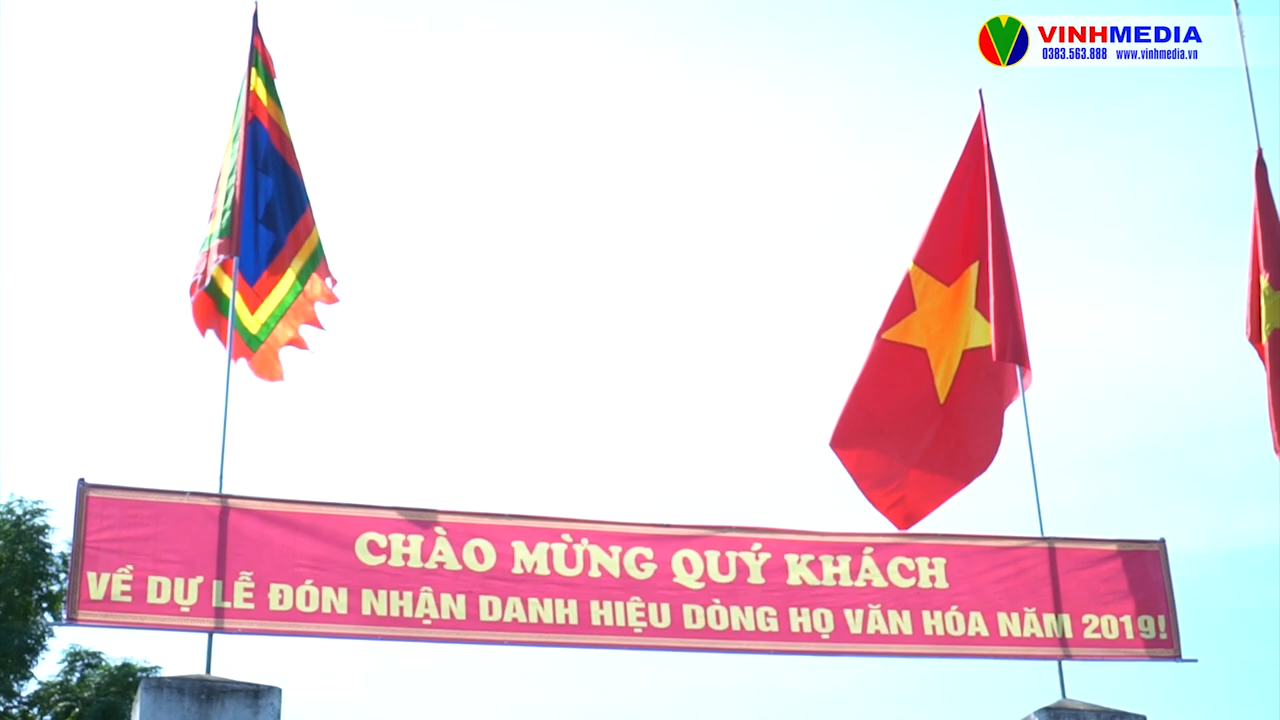 VINHMEDIA
0383.563.888 www.vinhmedia.vn
CHÀO MỪNG QUÝ KHÁCH
VỀ DỰ LỄ ĐÓN NHẬN DANH HIỆU DÒNG HỌ VĂN HÓA NĂM 2019!